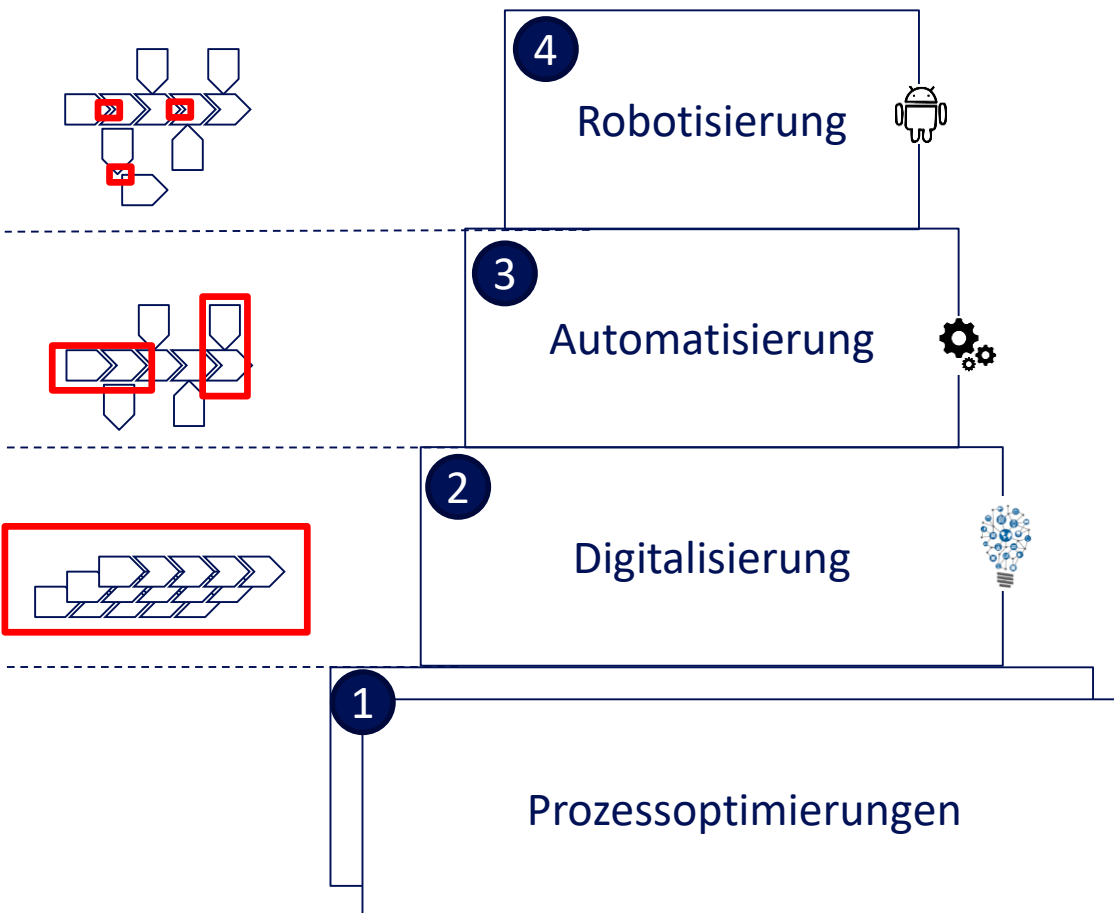 4
Robotisierung
3
Automatisierung
2
Digitalisierung
1
Prozessoptimierungen